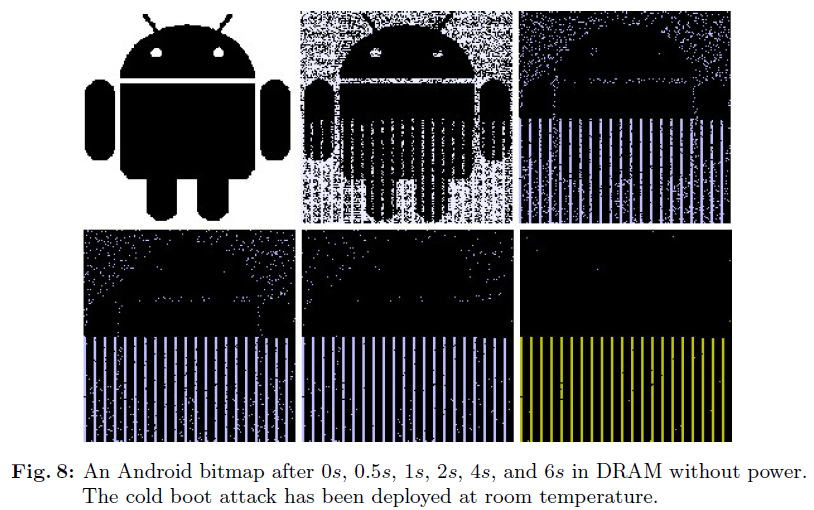 Fig. 8: An Android bitmap after 0s, 0.5s, 1s, 2s, 4s, and 6s in DRAM without power.
The cold boot attack has been deployed at room temperature.